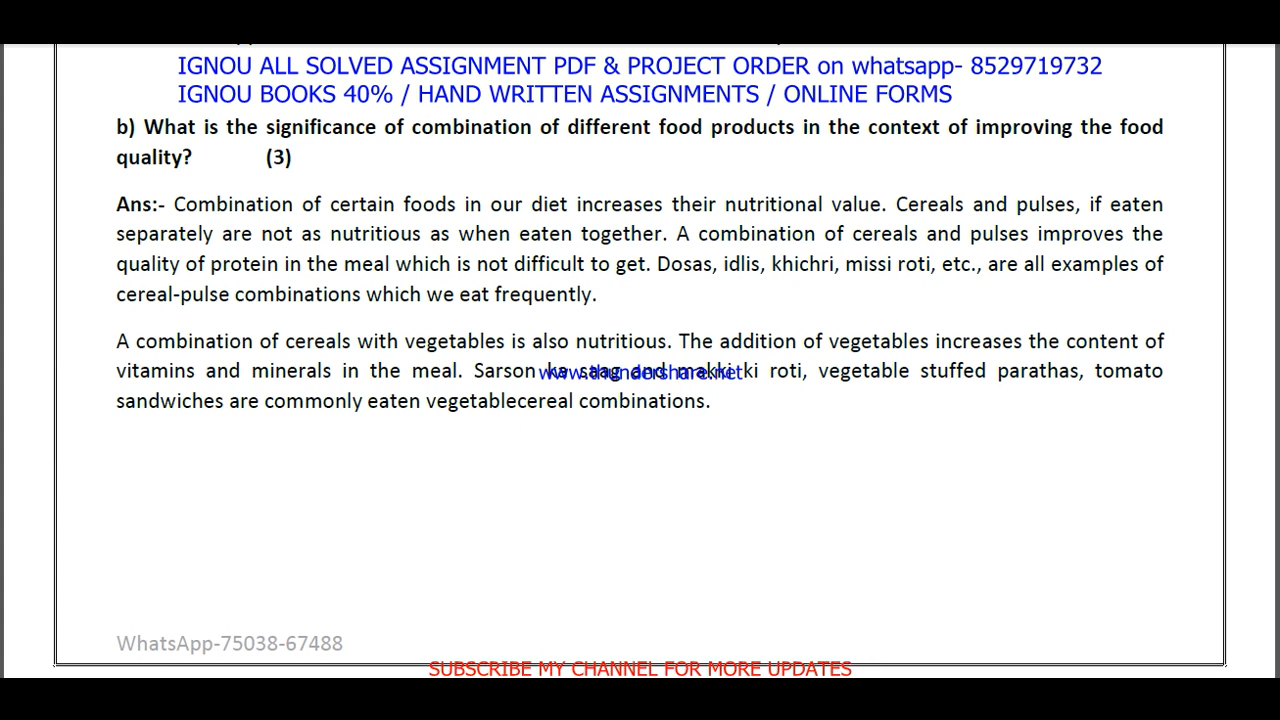 IGNOU ALL SOLVED ASSIGNMENT PDF & PROJECT ORDER on whatsapp- 8529719732
IGNOU BOOKS 40% / HAND WRITTEN ASSIGNMENTS / ONLINE FORMS
b) What is the significance of combination of different food products in the context of improving the food
quality? (3)
Ans:- Combination of certain foods in our diet increases their nutritional value. Cereals and pulses, if eaten
separately are not as nutritious as when eaten together. A combination of cereals and pulses improves the
quality of protein in the meal which is not difficult to get. Dosas, idlis, khichri, missi roti, etc., are all examples of
cereal-pulse combinations which we eat frequently.
A combination of cereals with vegetables is also nutritious. The addition of vegetables increases the content of
vitamins and minerals in the meal. Sarson ka saag and makki ki roti, vegetable stuffed parathas, tomato
www.thundershare.net
sandwiches are commonly eaten vegetablecereal combinations.
WhatsApp-75038-67488
SUBSCRIBE MY CHANNEL FOR MORE UPDATES